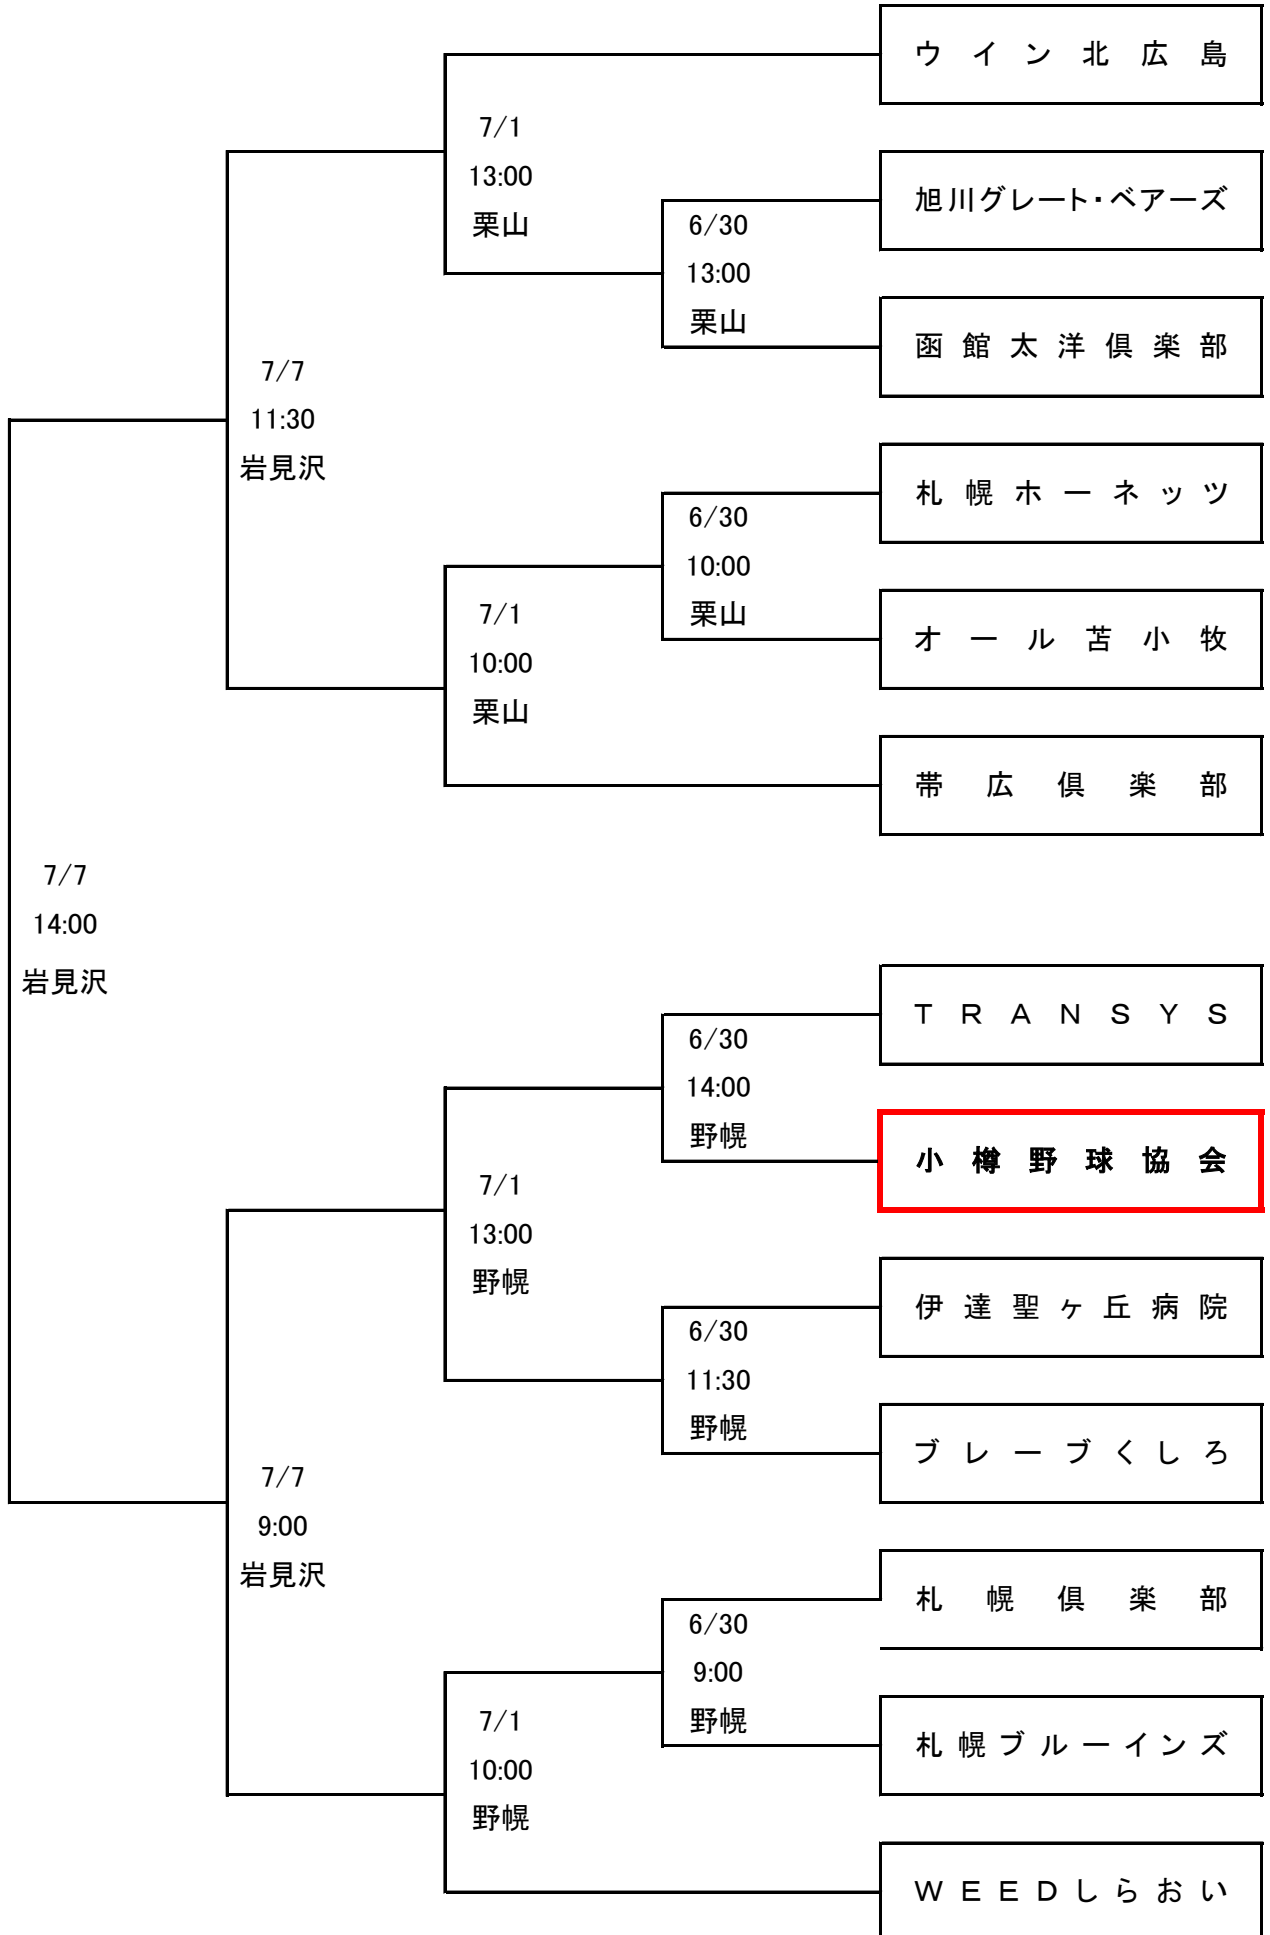 ウイン北広島
7/1
13:00
栗山
旭川グレート・ベアーズ
6/30
13:00
栗山
函館太洋倶楽部
7/7
11:30
岩見沢
札幌ホーネッツ
6/30
10:00
栗山
オール苫小牧
7/1
10:00
栗山
帯広倶楽部
7/7
14:00
岩見沢
TRANSYS
6/30
14:00
野幌
小樽野球協会
7/1
13:00
野幌
伊達聖ヶ丘病院
6/30
11:30
野幌
ブレーブくしろ
7/7
9:00
岩見沢
札幌倶楽部
6/30
9:00
野幌
札幌ブルーインズ
7/1
10:00
野幌
WEEDしらおい